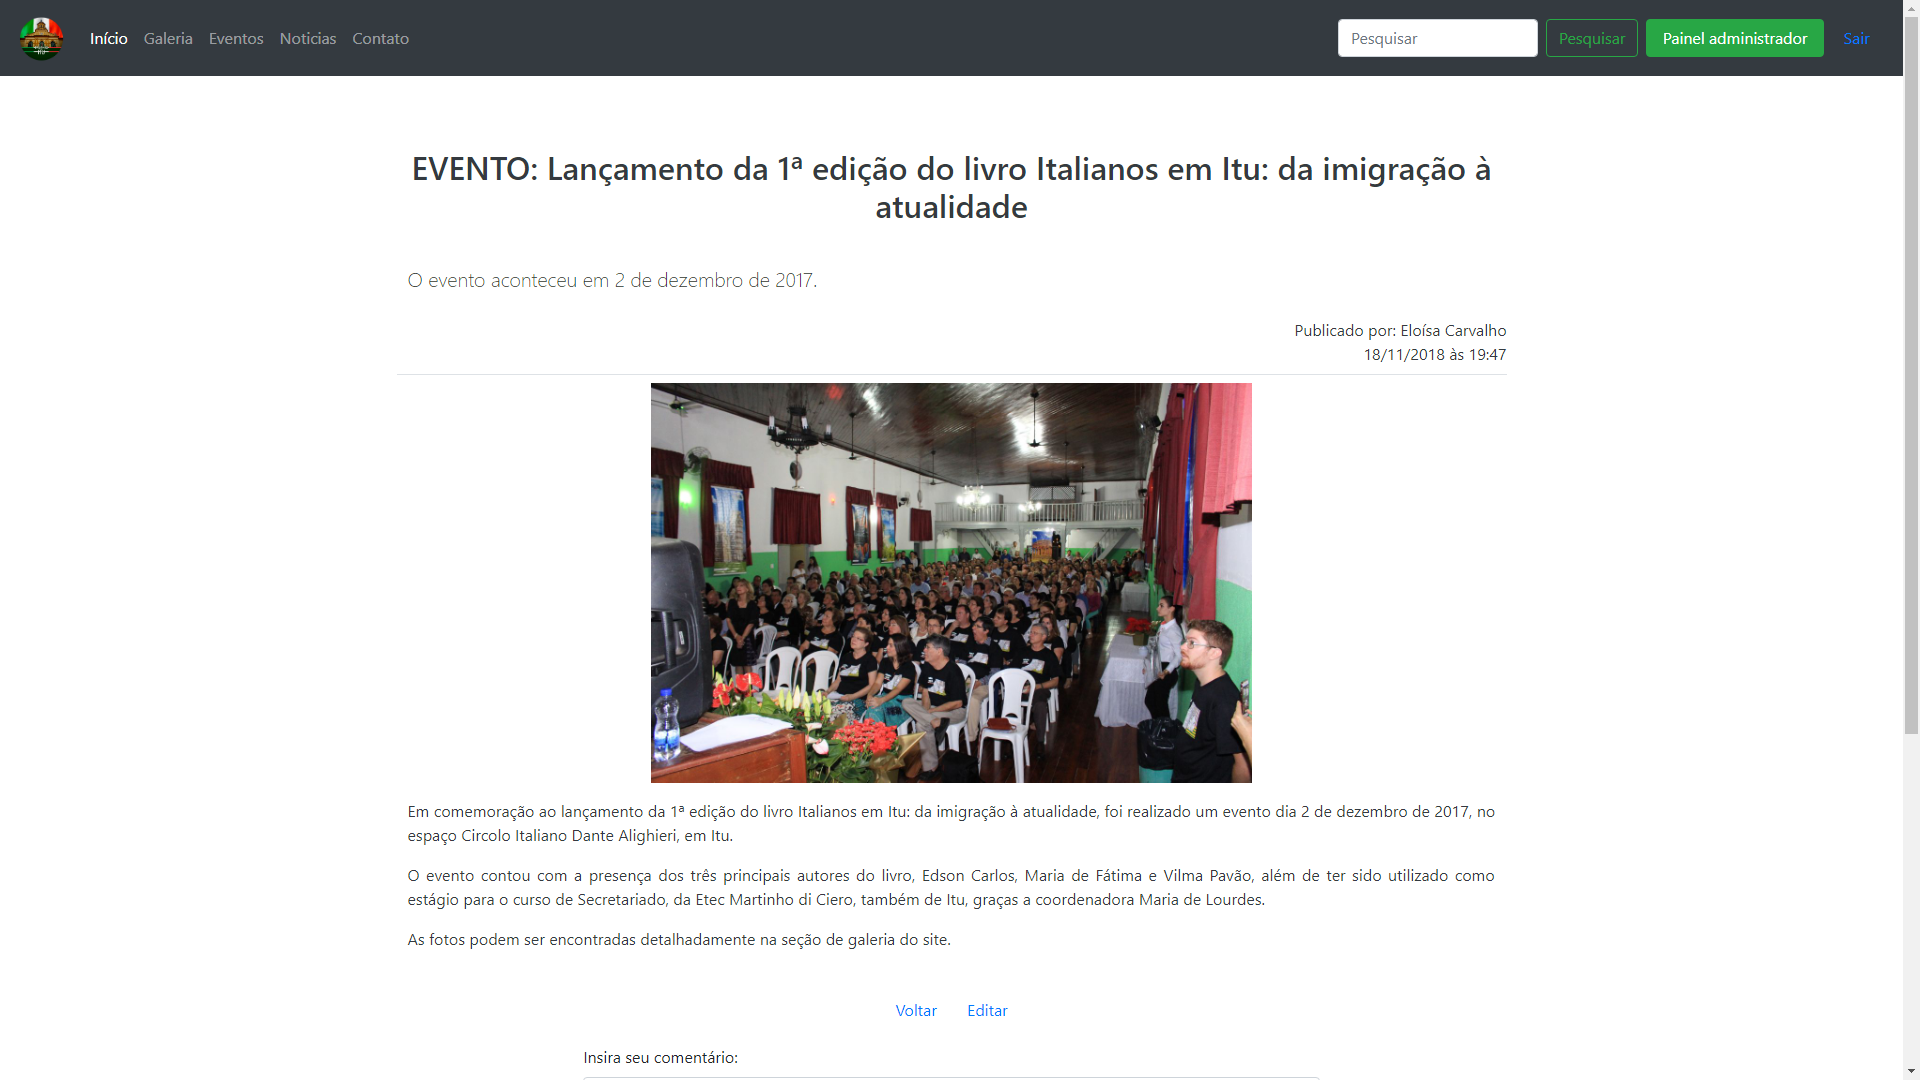 Início Galeria Eventos Noticias Contato Pesquisar Pesquisar Painel administrador Sair
EVENTO: Lançamento da 1ª edição do livro Italianos em Itu: da imigração à
atualidade
O evento aconteceu em 2 de dezembro de 2017.
Publicado por: Eloísa Carvalho
18/11/2018 às 19:47
Em comemoração ao lançamento da 1ª edição do livro Italianos em Itu: da imigração à atualidade, foi realizado um evento dia 2 de dezembro de 2017, no
espaço Circolo Italiano Dante Alighieri, em Itu.
O evento contou com a presença dos três principais autores do livro, Edson Carlos, Maria de Fátima e Vilma Pavão, além de ter sido utilizado como
estágio para o curso de Secretariado, da Etec Martinho di Ciero, também de Itu, graças a coordenadora Maria de Lourdes.
As fotos podem ser encontradas detalhadamente na seção de galeria do site.
Voltar Editar
Insira seu comentário: